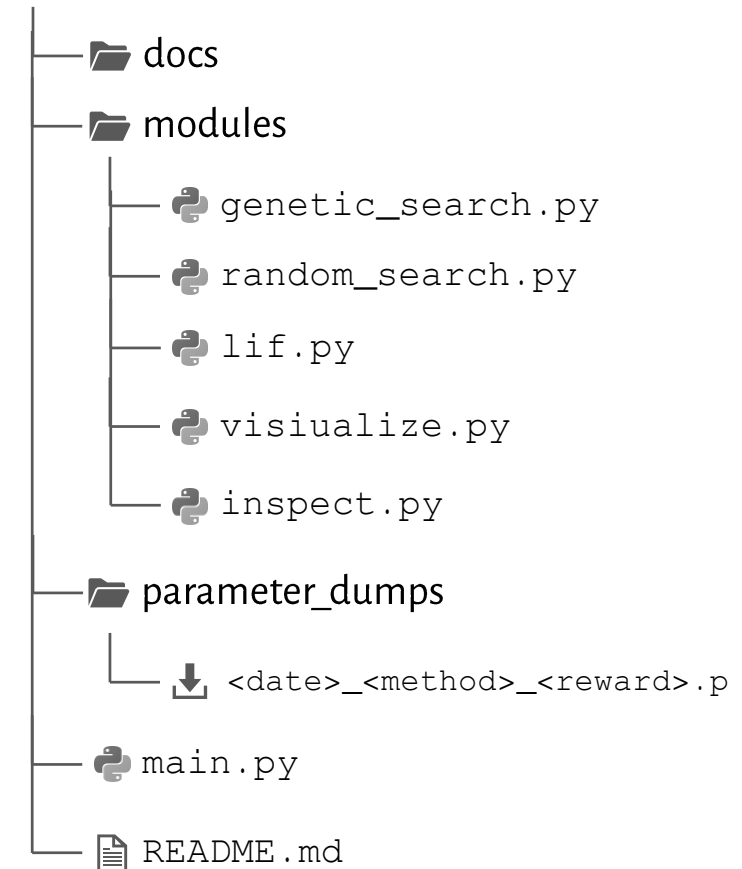 docs
modules
genetic_search.py
random_search.py
lif.py
visiualize.py
inspect.py
parameter_dumps
<date>_<method>_<reward>.p
main.py
README.md